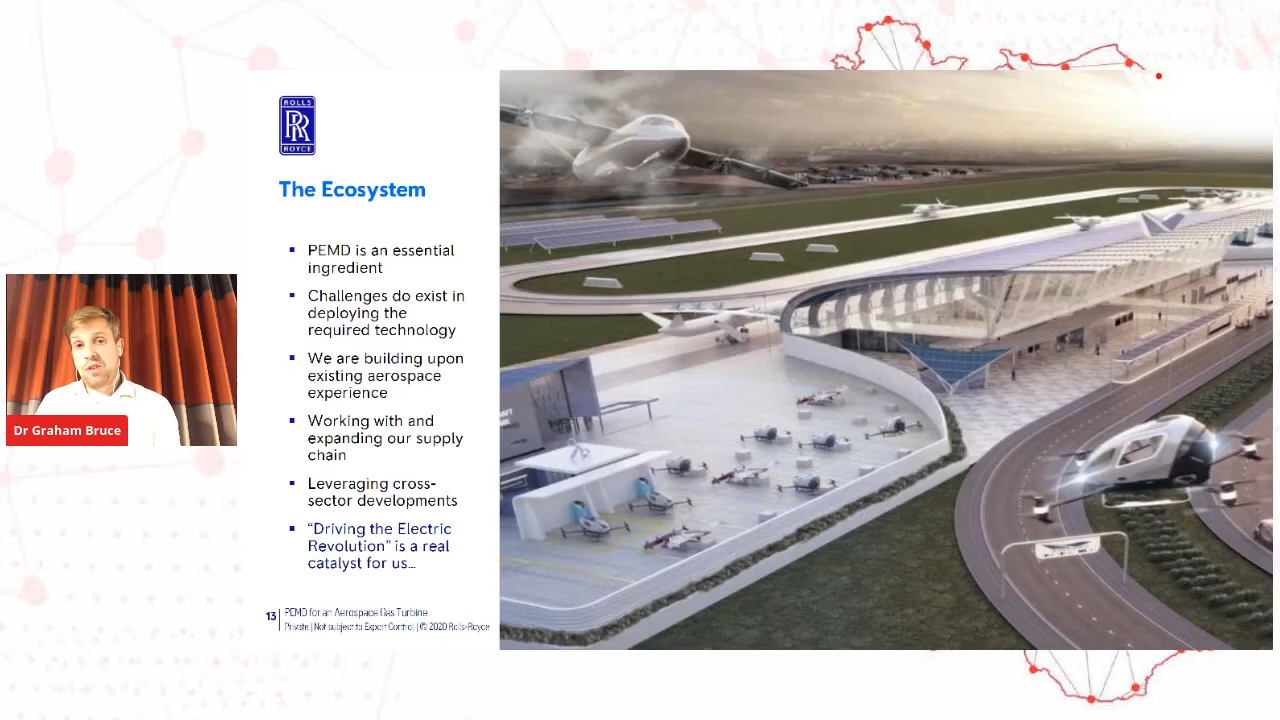 ROLLS
RR
ROYCE
The Ecosystem
PEMD is an essential
ingredient
Challenges do exist in
deploying the
required technology
We are building upon
existing aerospace
experience
Working with and
expanding our supply
chain
Leveraging cross-
sector developments
“Driving the Electric
Revolution” is a real
catalyst for us…
13
PEMD for an Aerospace Gas Turbine
Private | Not subject to Export Control | © 2020 Rolls-Royce
Dr Graham Bruce